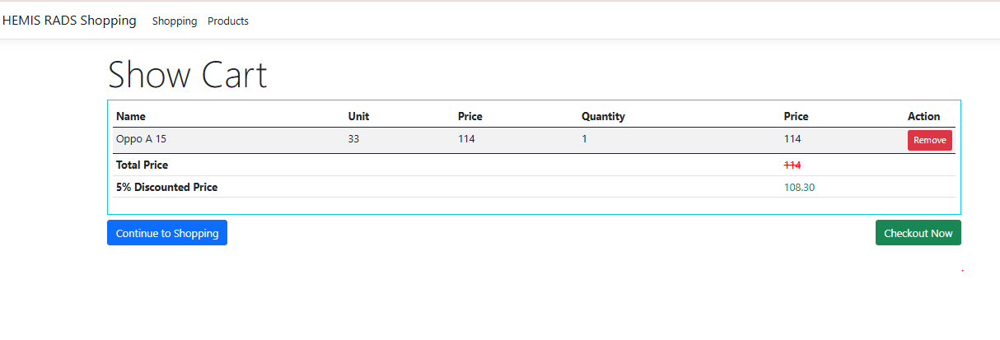 HEMIS RADS Shopping Shopping Products
Show Cart
Name Unit Price Quantity Price Action
Oppo A 15 33 114 1 114 Remove
Total Price 114
5% Discounted Price 108.30
Continue to Shopping Checkout Now